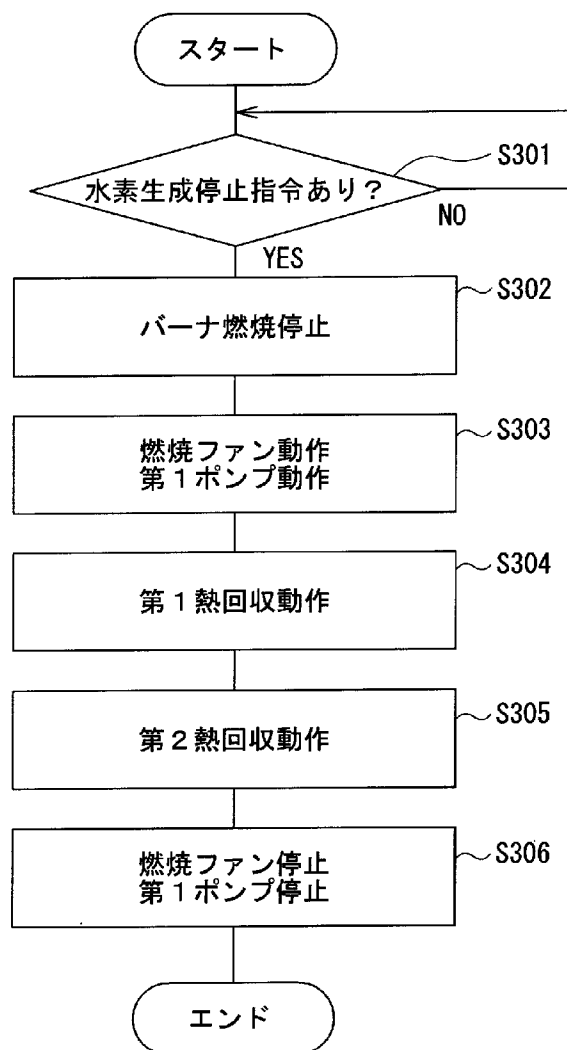 スタート
水素生成停止指令あり？
S301
NO
YES
バーナ燃焼停止
S302
燃焼ファン動作
第１ポンプ動作
S303
第１熱回収動作
S304
第２熱回収動作
S305
燃焼ファン停止
第１ポンプ停止
S306
エンド